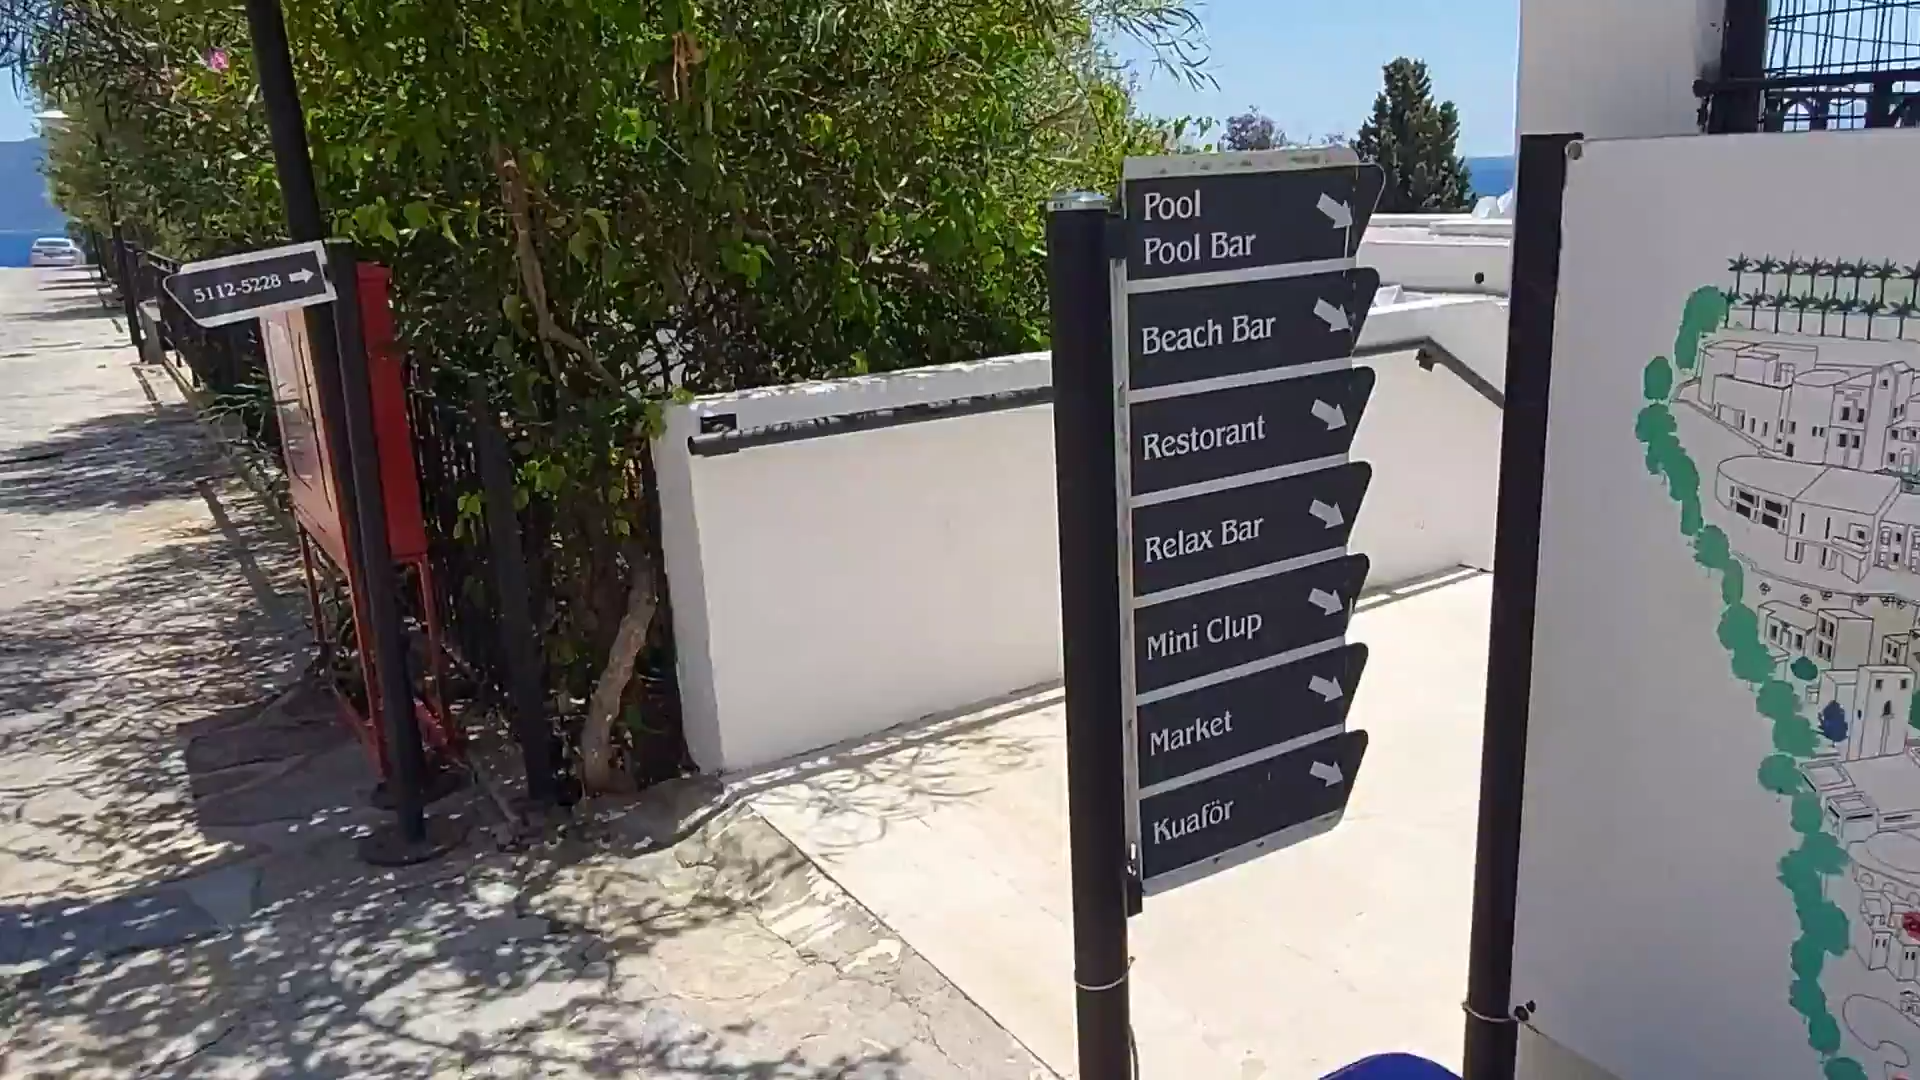 5112-5228
Pool
Pool Bar
Beach Bar
Restorant
Relax Bar
Mini Clup
Market
Kuaför